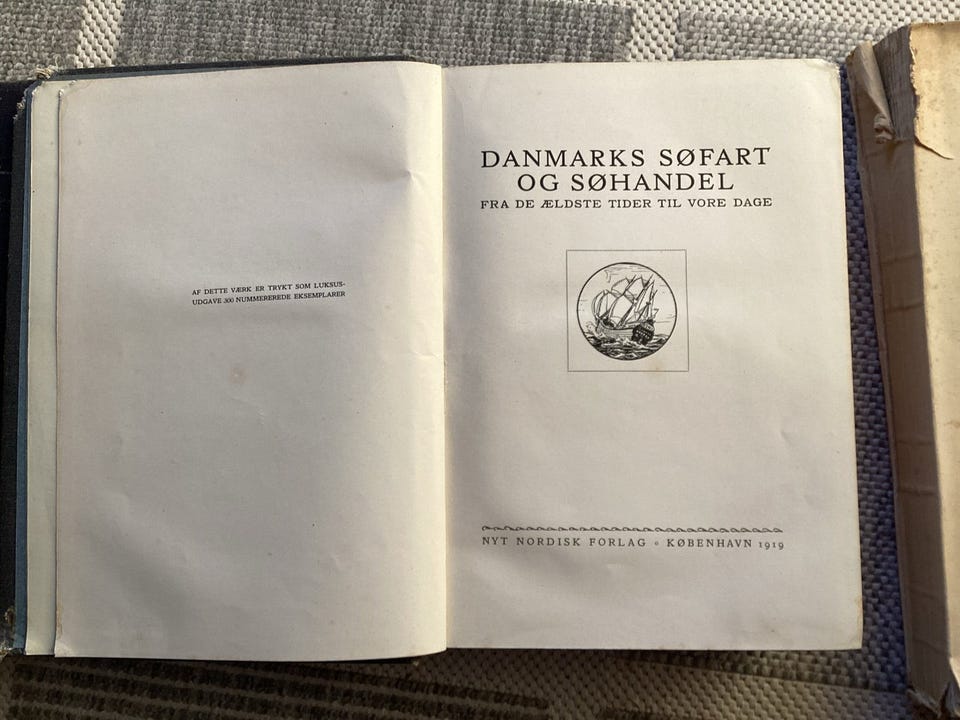 AF DETTE VÆRK ER TRYKT SOM LUKSUS-
UDGAVE 300 NUMMEREREDE EKSEMPLARER
DANMARKS SØFART
OG SØHANDEL
FRA DE ÆLDSTE TIDER TIL VORE DAGE
NYT NORDISK FORLAG ◦ KØBENHAVN 1919